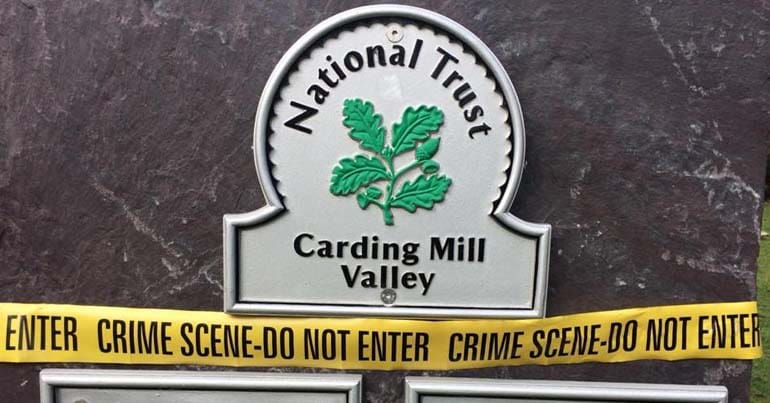 National Trust
Carding Mill
Valley
ENTER CRIME SCENE-DO NOT ENTER CRIME SCENE-DO NOT ENTER